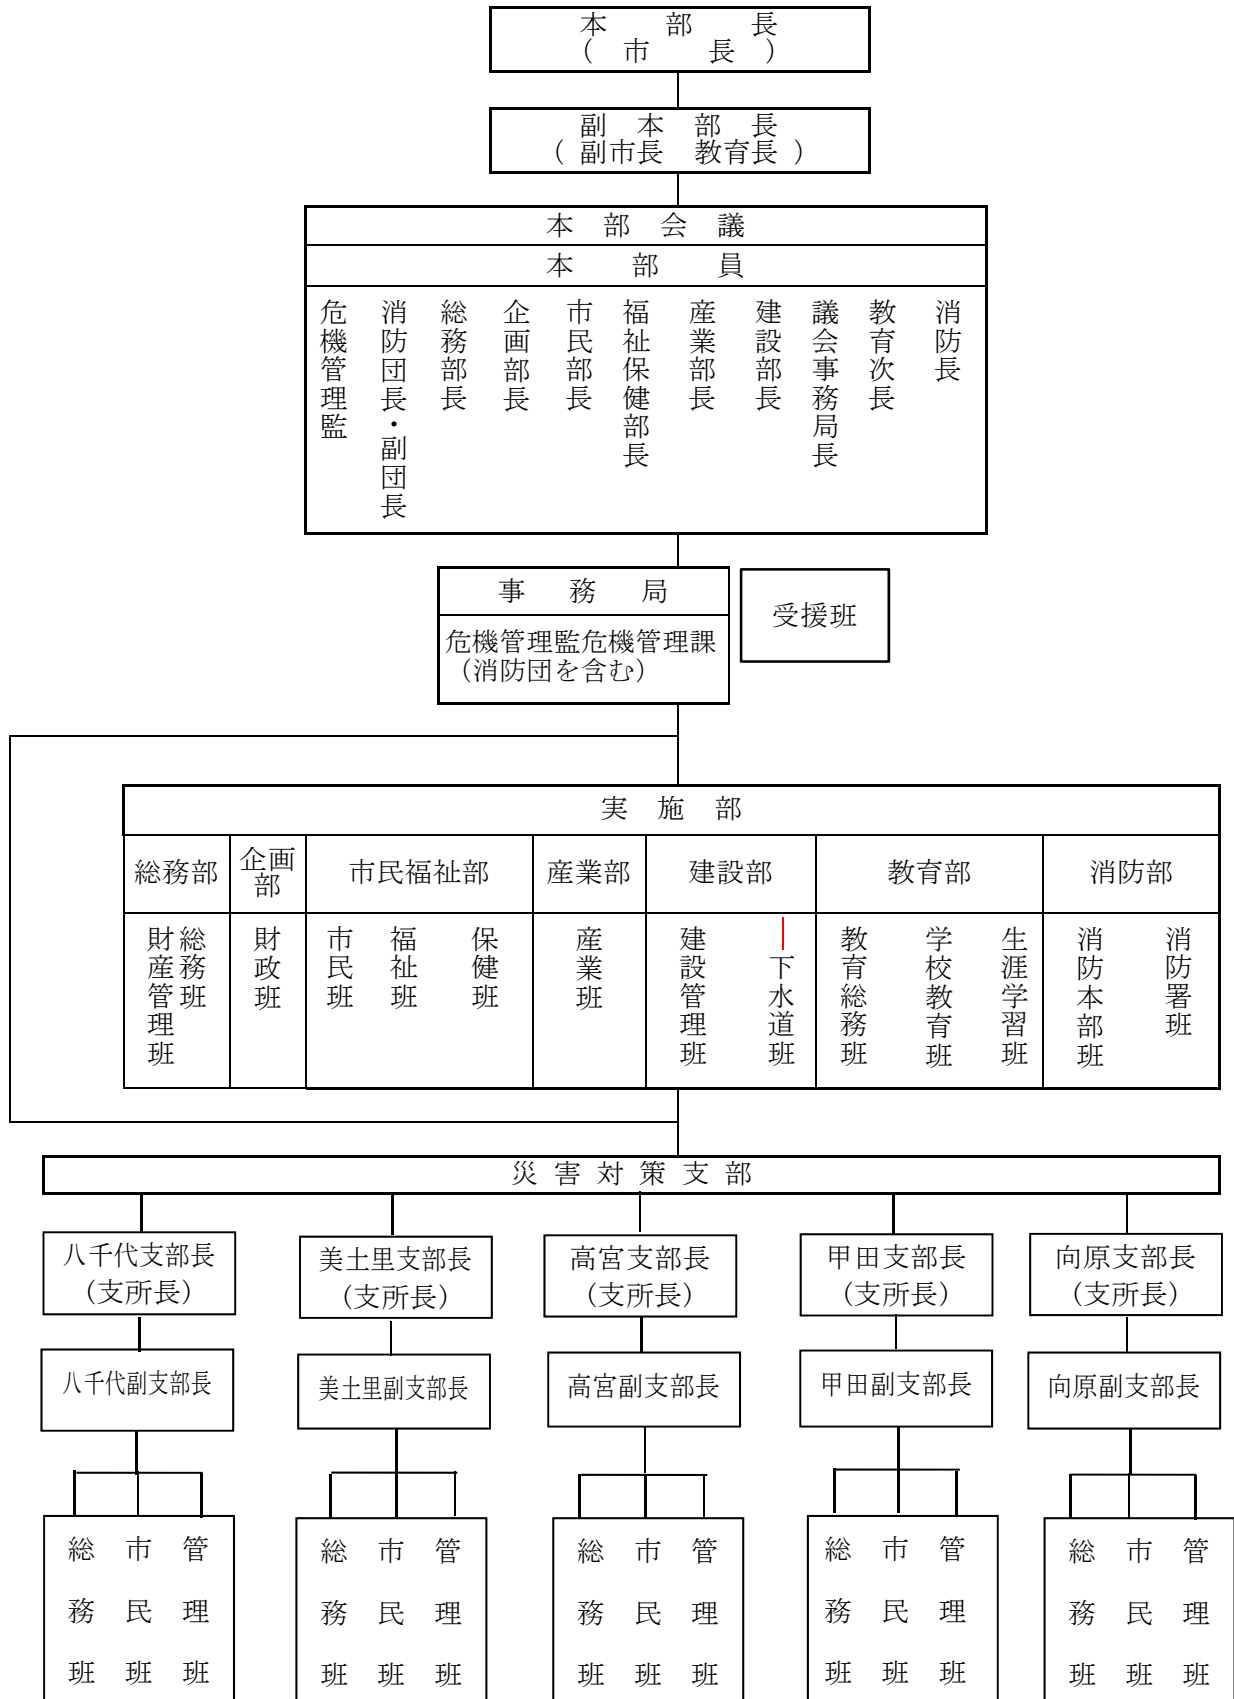 本部長
(市長)
副本部長
(副市長 教育長)
本部会議
本部員
危機管理監
消防団長・副団長
総務部長
企画部長
市民部長
福祉保健部長
産業部長
建設部長
議会事務局長
教育次長
消防長
事務局
危機管理監危機管理課
(消防団を含む)
受援班
実施部
総務部
企画
部
市民福祉部
産業部
建設部
教育部
消防部
総務班
財産管理班
財政班
市民班
福祉班
保健班
産業班
建設管理班
下水道班
教育総務班
学校教育班
生涯学習班
消防本部班
消防署班
災害対策支部
八千代支部長
(支所長)
美土里支部長
(支所長)
高宮支部長
(支所長)
甲田支部長
(支所長)
向原支部長
(支所長)
八千代副支部長
美土里副支部長
高宮副支部長
甲田副支部長
向原副支部長
総務班
市民班
管理班
総務班
市民班
管理班
総務班
市民班
管理班
総務班
市民班
管理班
総務班
市民班
管理班